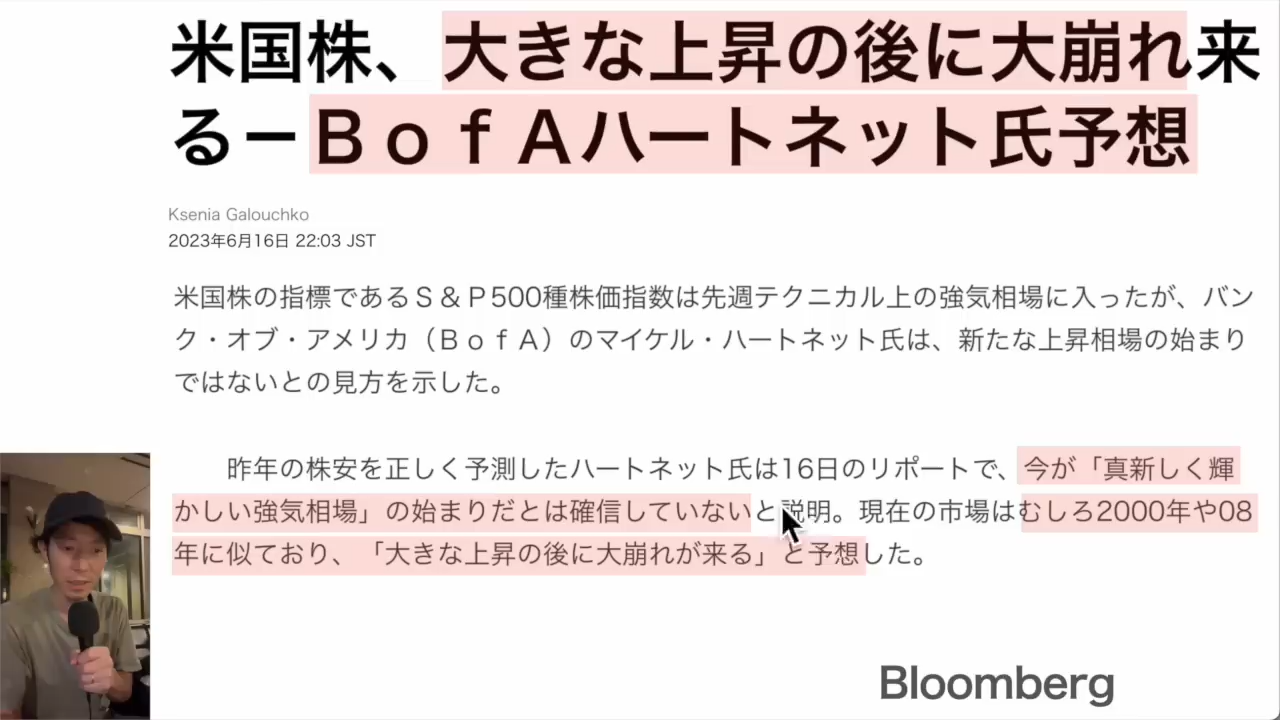 米国株、大きな上昇の後に大崩れ来
るーＢｏｆＡハートネット氏予想
Ksenia Galouchko
2023年6月16日 22:03 JST
米国株の指標であるＳ＆Ｐ500種株価指数は先週テクニカル上の強気相場に入ったが、バン
ク・オブ・アメリカ（ＢｏｆＡ）のマイケル・ハートネット氏は、新たな上昇相場の始まり
ではないとの見方を示した。
昨年の株安を正しく予測したハートネット氏は16日のリポートで、今が「真新しく輝
かしい強気相場」の始まりだとは確信していないと説明。現在の市場はむしろ2000年や08
年に似ており、「大きな上昇の後に大崩れが来る」と予想した。
Bloomberg